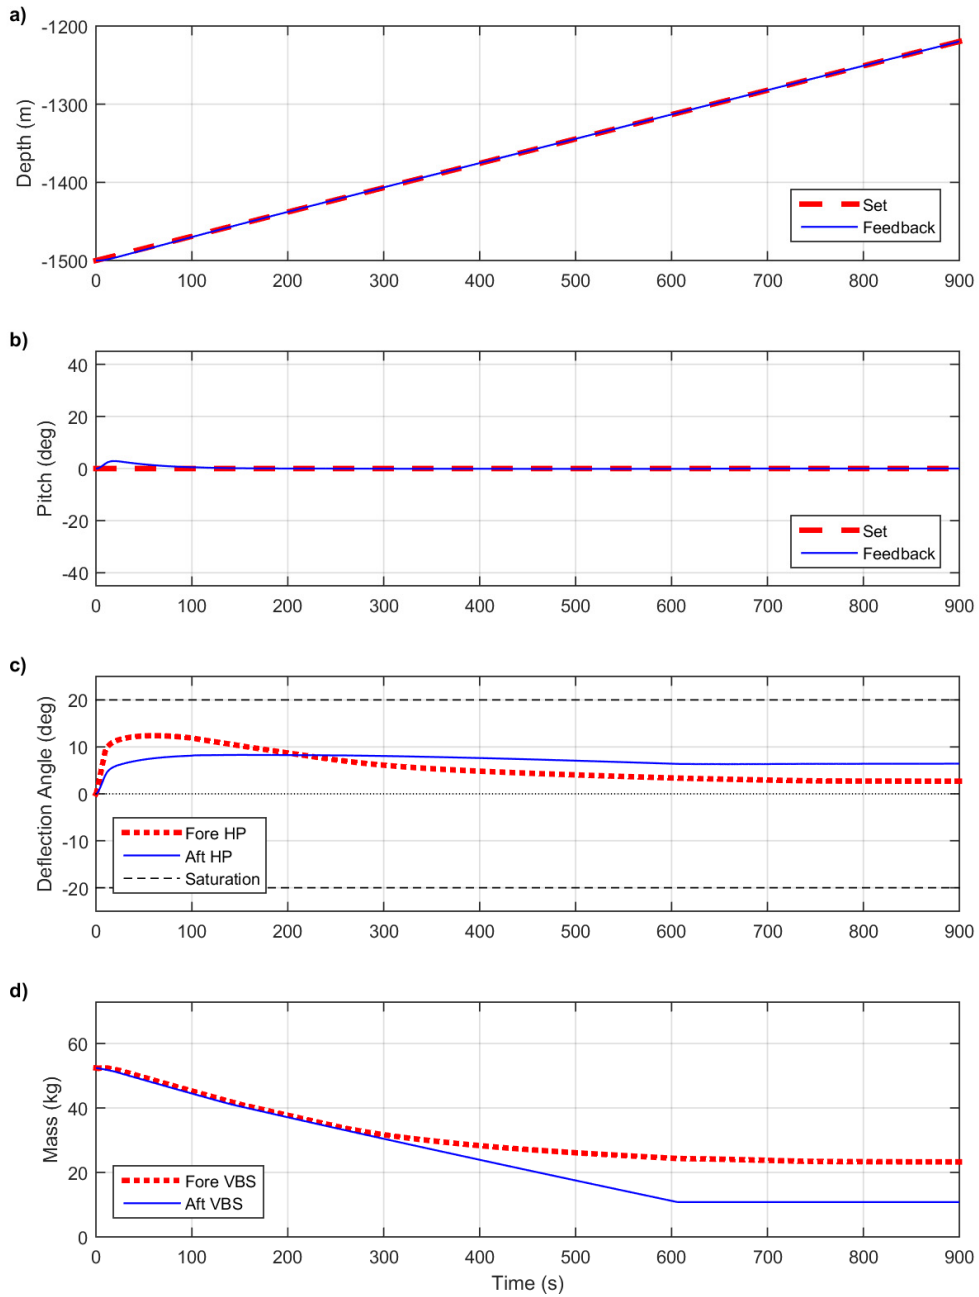 a)
Depth (m)
-1200
-1300
-1400
-1500
0 100 200 300 400 500 600 700 800 900
Set
Feedback
b)
Pitch (deg)
40
20
0
-20
-40
0 100 200 300 400 500 600 700 800 900
Set
Feedback
c)
Deflection Angle (deg)
20
10
0
-10
-20
0 100 200 300 400 500 600 700 800 900
Fore HP
Aft HP
Saturation
d)
Mass (kg)
60
40
20
0
0 100 200 300 400 500 600 700 800 900
Fore VBS
Aft VBS
Time (s)